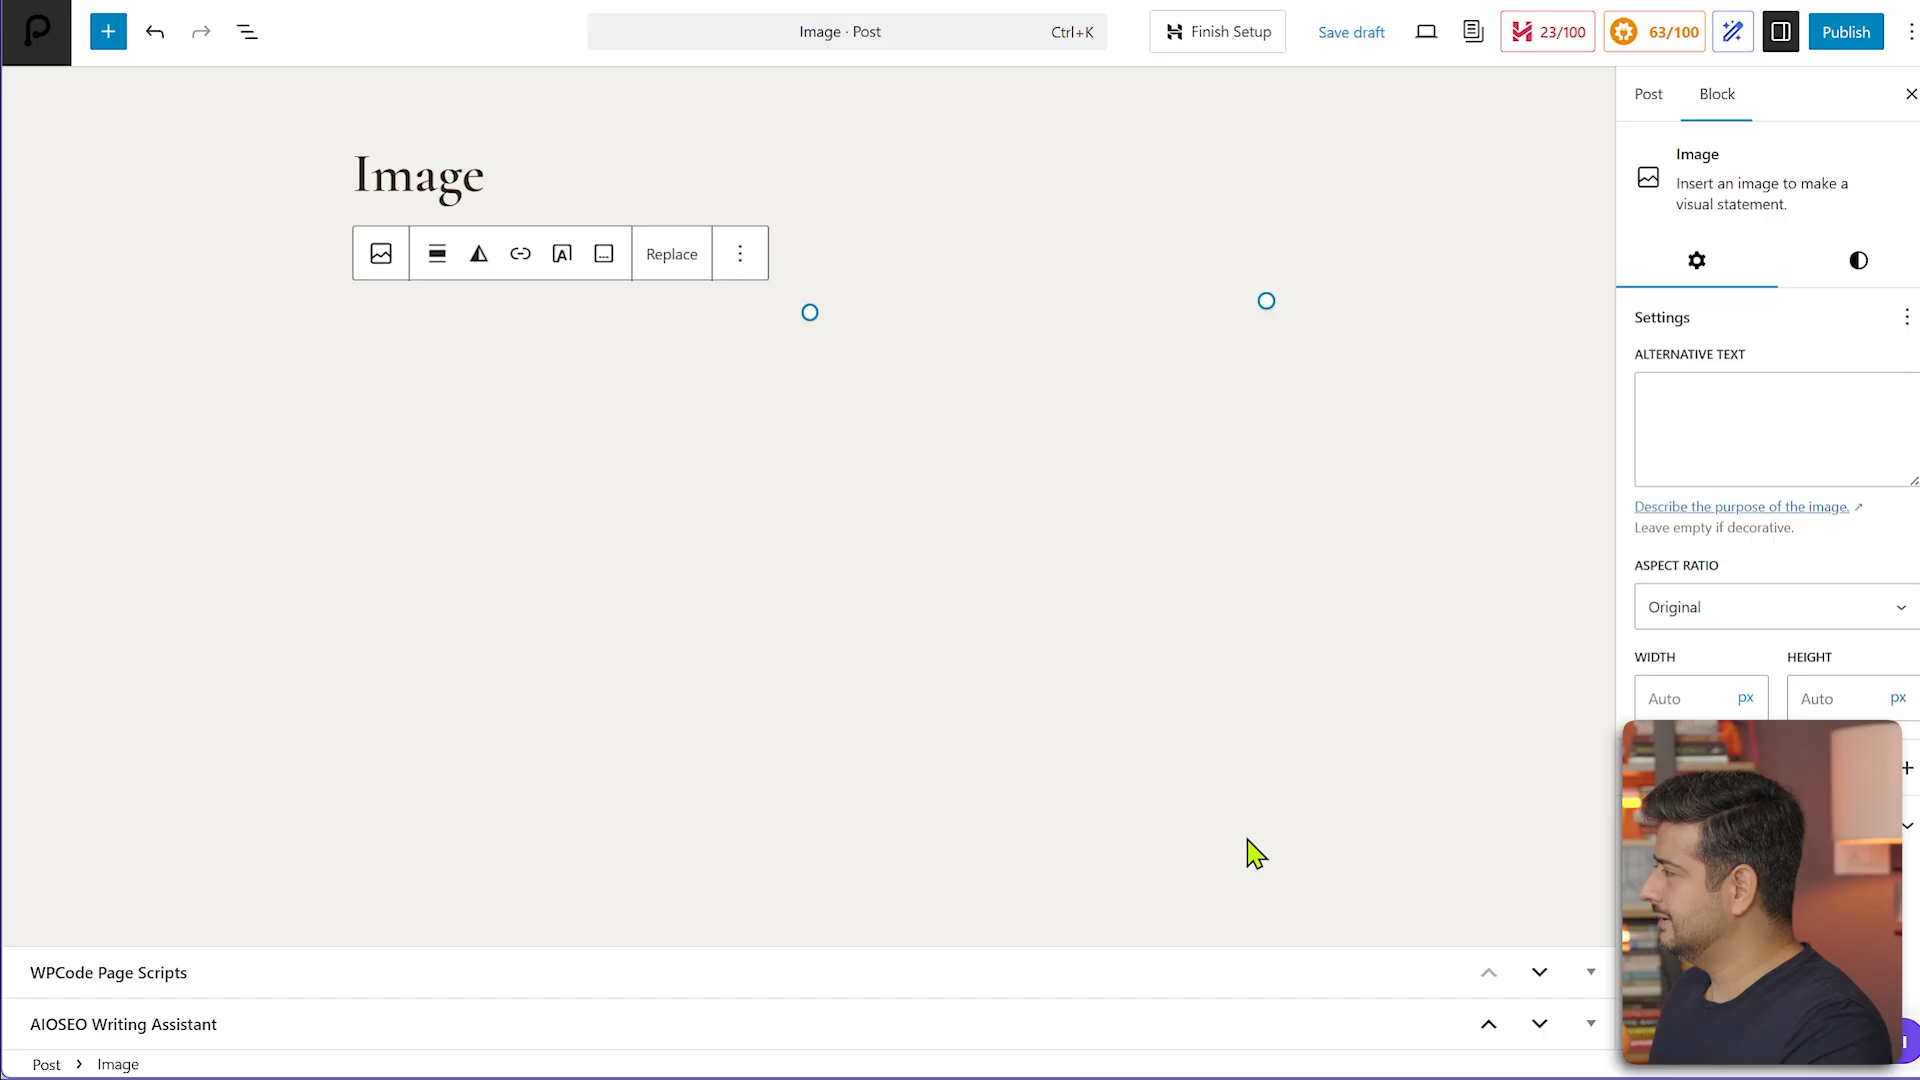 Image · Post Ctrl+K
Finish Setup
Save draft
23/100
63/100
Publish
Post Block
Image
Insert an image to make a
visual statement.
Image
Replace
Settings
ALTERNATIVE TEXT
Describe the purpose of the image. ↗
Leave empty if decorative.
ASPECT RATIO
Original
WIDTH HEIGHT
Auto px Auto px
WPCode Page Scripts
AIOSEO Writing Assistant
Post > Image